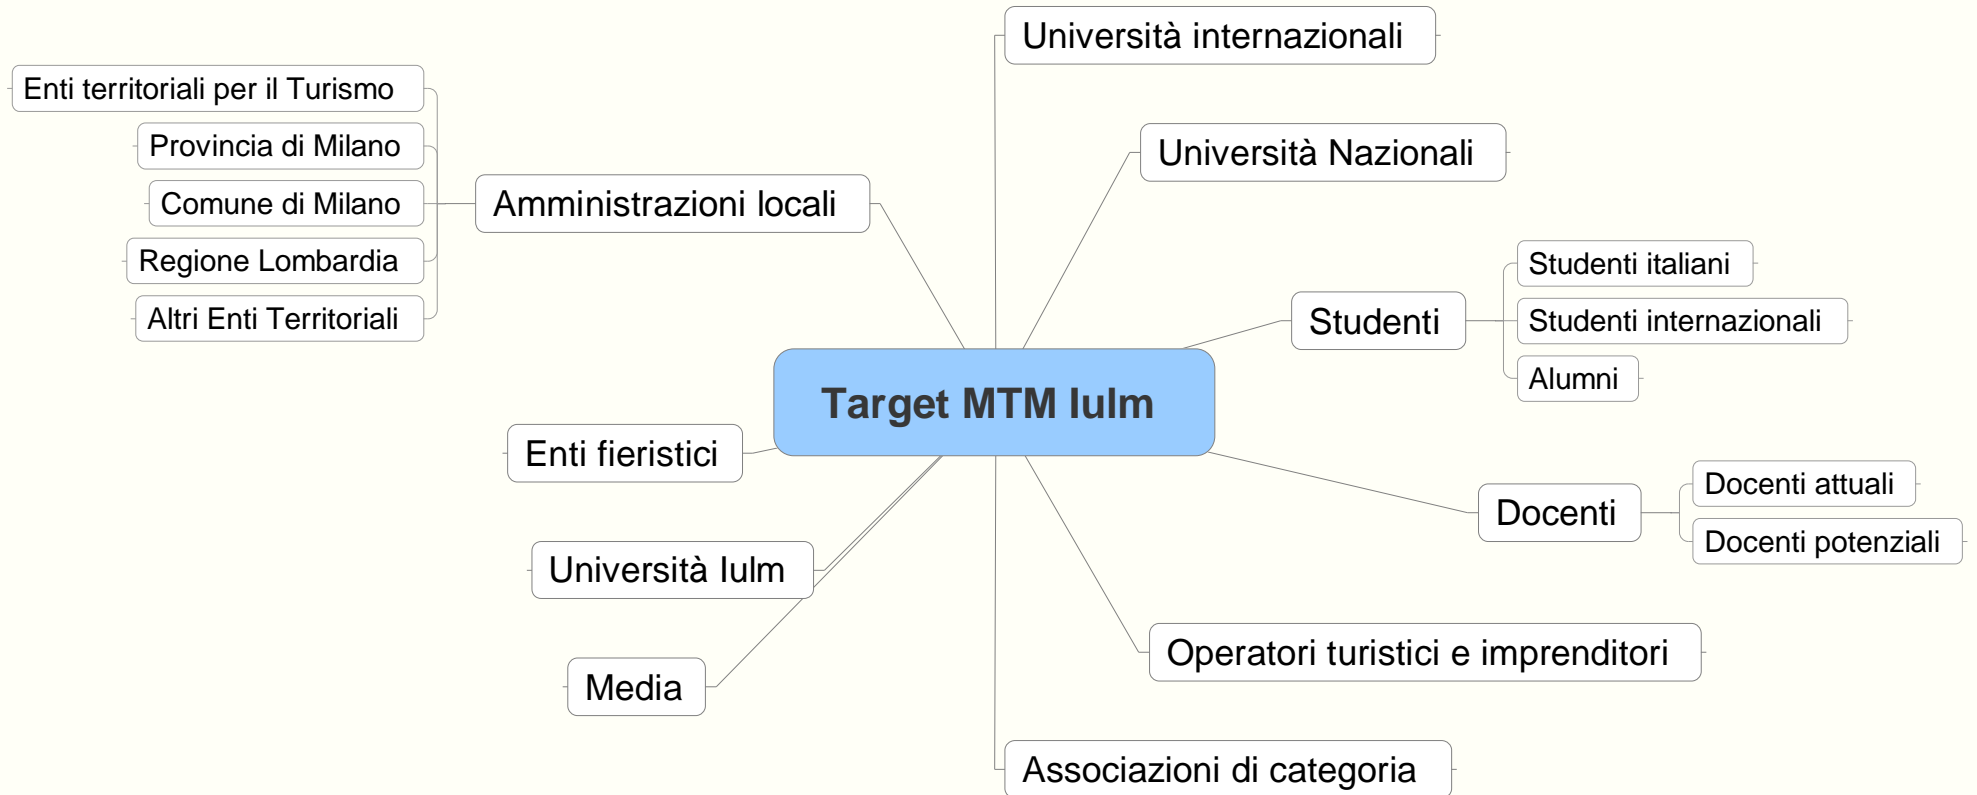 Università internazionali
Enti territoriali per il Turismo
Provincia di Milano
Università Nazionali
Amministrazioni locali
Comune di Milano
Regione Lombardia
Altri Enti Territoriali
Studenti italiani
Studenti
Studenti internazionali
Alumni
Target MTM Iulm
Enti fieristici
Docenti attuali
Docenti
Docenti potenziali
Università Iulm
Operatori turistici e imprenditori
Media
Associazioni di categoria